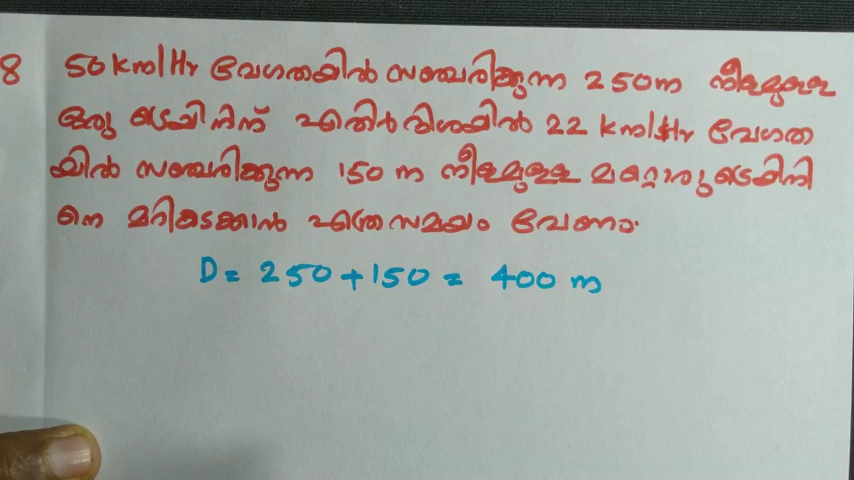 8 50 km/Hr വേഗതയിൽ സഞ്ചരിക്കുന്ന 250m നീളമുള്ള
ഒരു ട്രെയിനിന് എതിർദിശയിൽ 22 km/Hr വേഗത
യിൽ സഞ്ചരിക്കുന്ന 150 m നീളമുള്ള മറ്റൊരു ട്രെയിനി
നെ മറികടക്കാൻ എത്ര സമയം വേണം.
D = 250 + 150 = 400 m